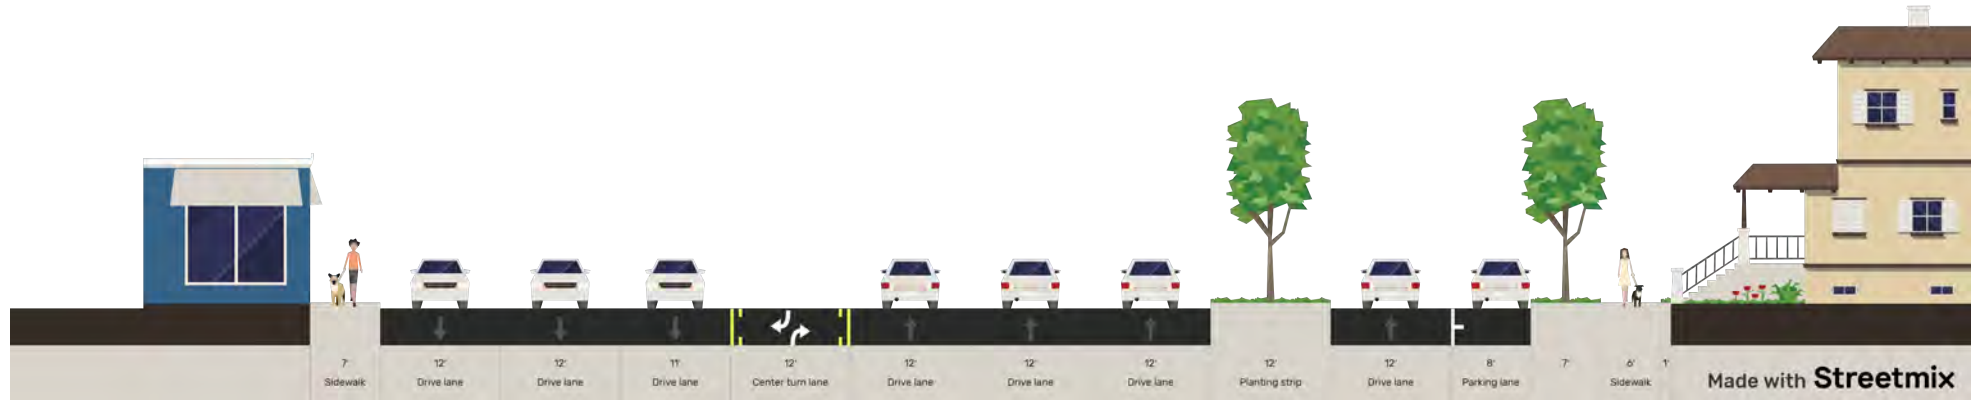 7'
Sidewalk
12'
Drive lane
12'
Drive lane
11'
Drive lane
12'
Center turn lane
12'
Drive lane
12'
Drive lane
12'
Drive lane
12'
Planting strip
12'
Drive lane
8'
Parking lane
7'
6'
Sidewalk
1'
Made with Streetmix